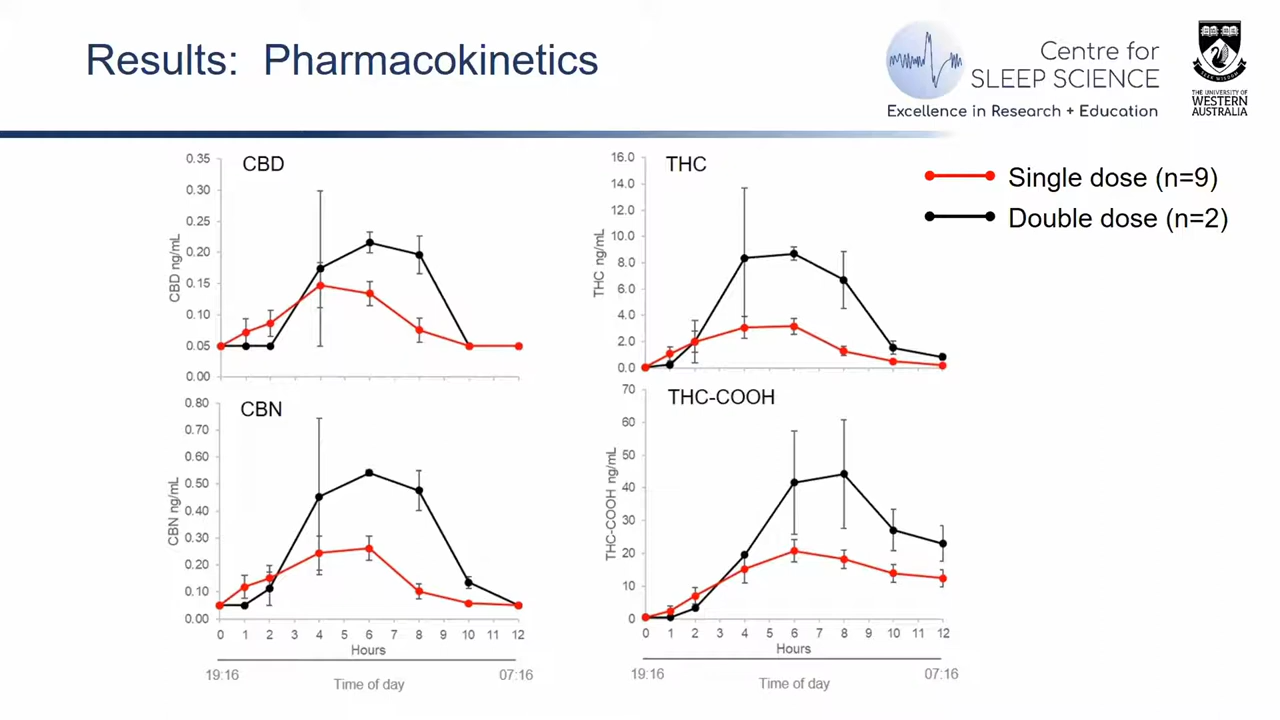 Results: Pharmacokinetics
Centre for
SLEEP SCIENCE
Excellence in Research + Education
THE UNIVERSITY OF
WESTERN
AUSTRALIA
CBD
0.35
0.30
0.25
0.20
0.15
0.10
0.05
0.00
CBD ng/mL
THC
16.0
14.0
12.0
10.0
8.0
6.0
4.0
2.0
0.0
THC ng/mL
Single dose (n=9)
Double dose (n=2)
CBN
0.80
0.70
0.60
0.50
0.40
0.30
0.20
0.10
0.00
CBN ng/mL
0 1 2 3 4 5 6 7 8 9 10 11 12
Hours
19:16 07:16
Time of day
THC-COOH
70
60
50
40
30
20
10
0
THC-COOH ng/mL
0 1 2 3 4 5 6 7 8 9 10 11 12
Hours
19:16 07:16
Time of day